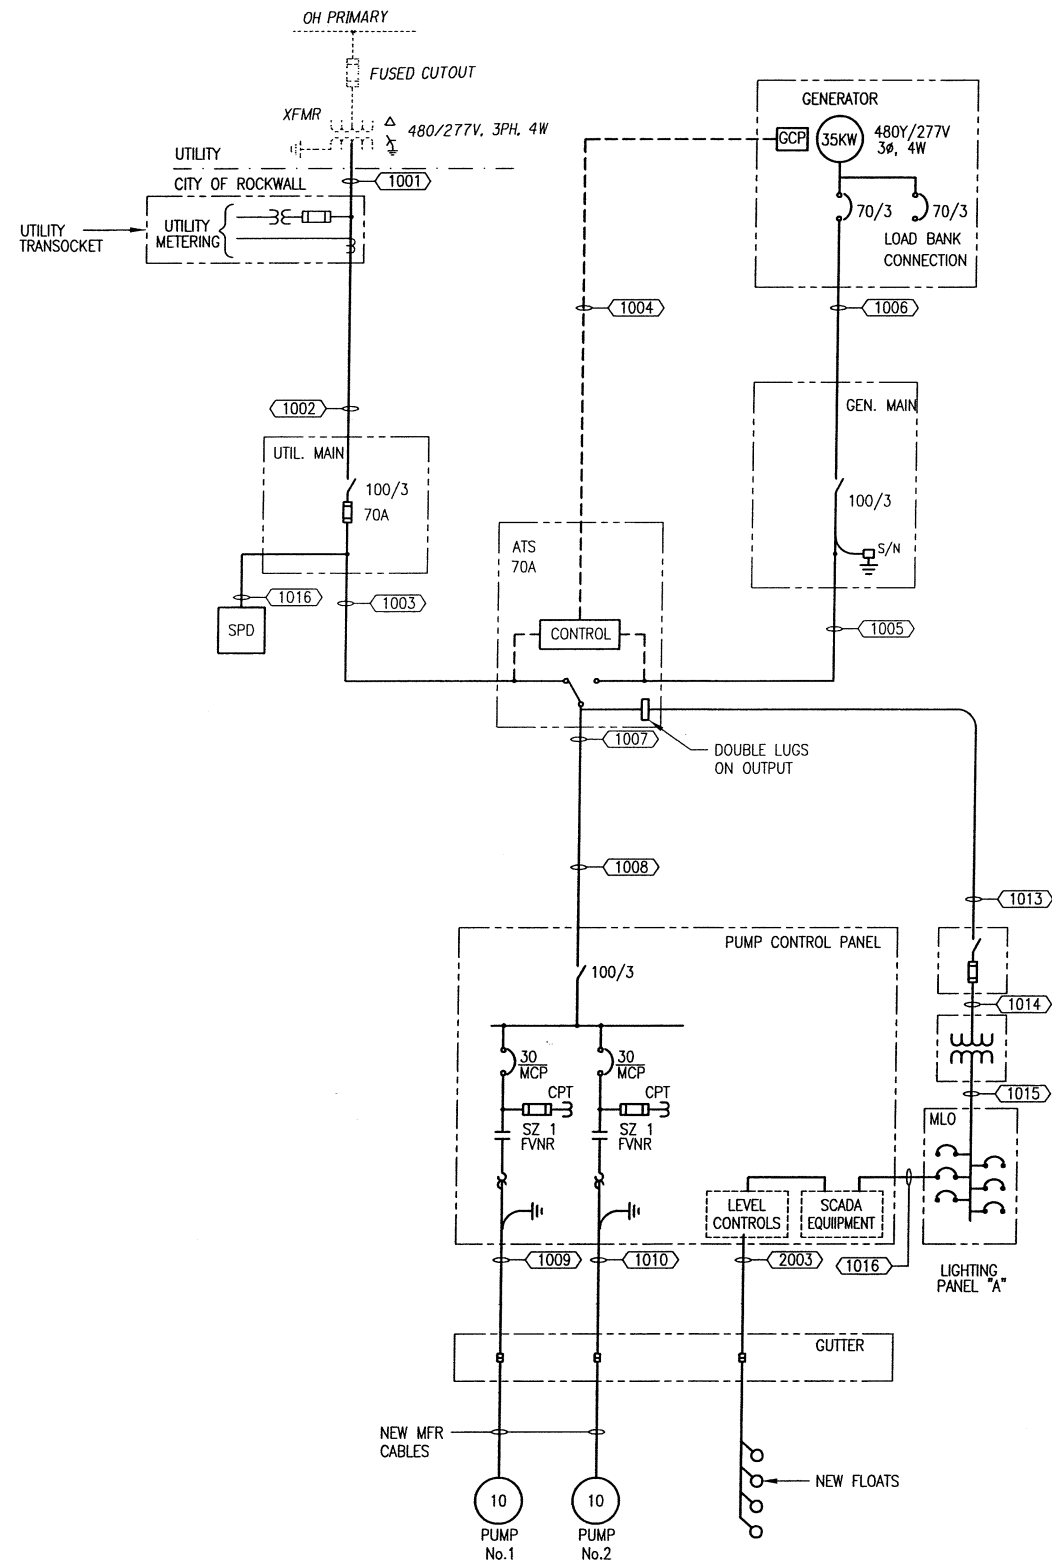 OH PRIMARY
FUSED CUTOUT
XFMR
480/277V, 3PH, 4W
UTILITY
CITY OF ROCKWALL
1001
UTILITY
TRANSOCKET
UTILITY
METERING
GENERATOR
GCP
35KW
480Y/277V
3ø, 4W
70/3
70/3
LOAD BANK
CONNECTION
1004
1006
1002
GEN. MAIN
UTIL. MAIN
100/3
70A
100/3
S/N
ATS
70A
1016
1003
SPD
CONTROL
1005
1007
DOUBLE LUGS
ON OUTPUT
1008
1013
PUMP CONTROL PANEL
100/3
1014
30
MCP
30
MCP
CPT
CPT
SZ 1
FVNR
SZ 1
FVNR
1015
MLO
LEVEL
CONTROLS
SCADA
EQUIIPMENT
1009
1010
2003
1016
LIGHTING
PANEL "A"
GUTTER
NEW MFR
CABLES
NEW FLOATS
10
10
PUMP
No.1
PUMP
No.2